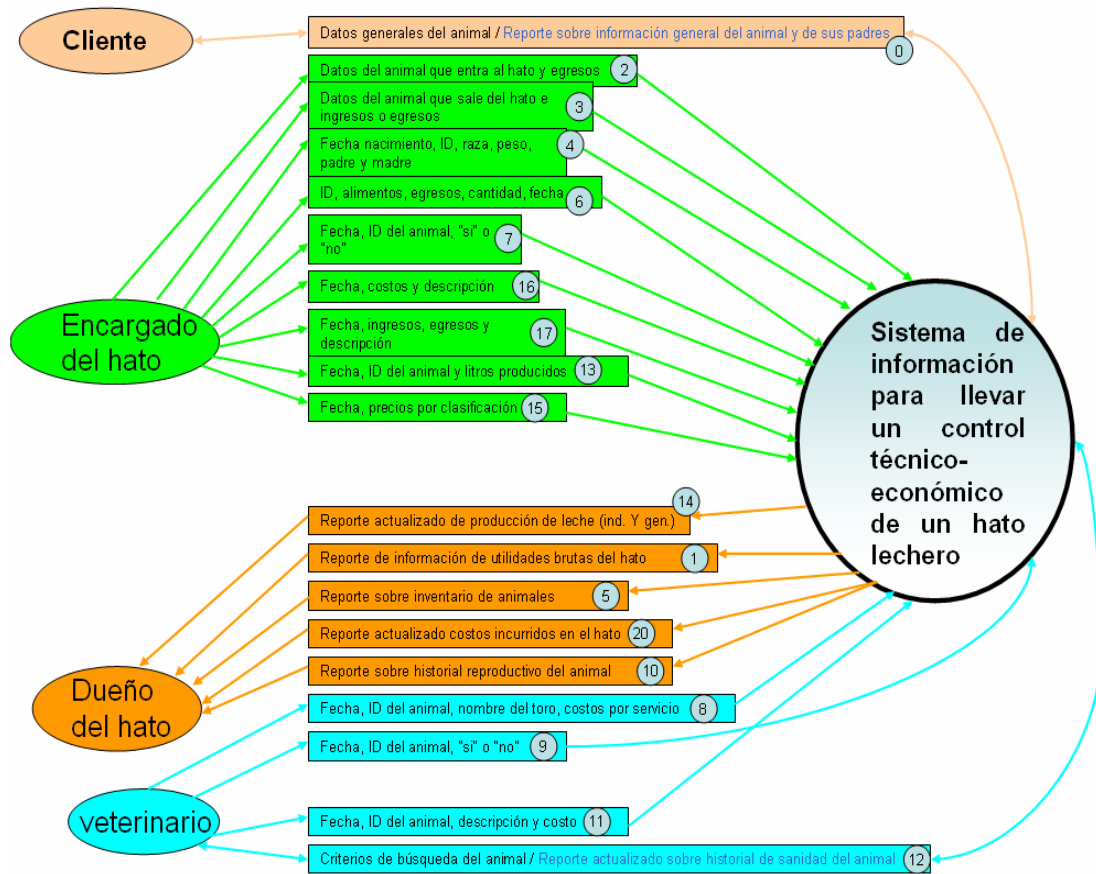 Cliente
Datos generales del animal / Reporte sobre información general del animal y de sus padres
0
Datos del animal que entra al hato y egresos
2
Datos del animal que sale del hato e
ingresos o egresos
3
Fecha nacimiento, ID, raza, peso,
padre y madre
4
ID, alimentos, egresos, cantidad, fecha
6
Fecha, ID del animal, "si" o
"no"
7
Fecha, costos y descripción
16
Fecha, ingresos, egresos y
descripción
17
Fecha, ID del animal y litros producidos
13
Fecha, precios por clasificación
15
Encargado
del hato
Sistema de
información
para llevar
un control
técnico-
económico
de un hato
lechero
14
Reporte actualizado de producción de leche (ind. Y gen.)
Reporte de información de utilidades brutas del hato
1
Reporte sobre inventario de animales
5
Reporte actualizado costos incurridos en el hato
20
Reporte sobre historial reproductivo del animal
10
Dueño
del hato
Fecha, ID del animal, nombre del toro, costos por servicio
8
Fecha, ID del animal, "si" o "no"
9
Fecha, ID del animal, descripción y costo
11
Criterios de búsqueda del animal / Reporte actualizado sobre historial de sanidad del animal
12
veterinario